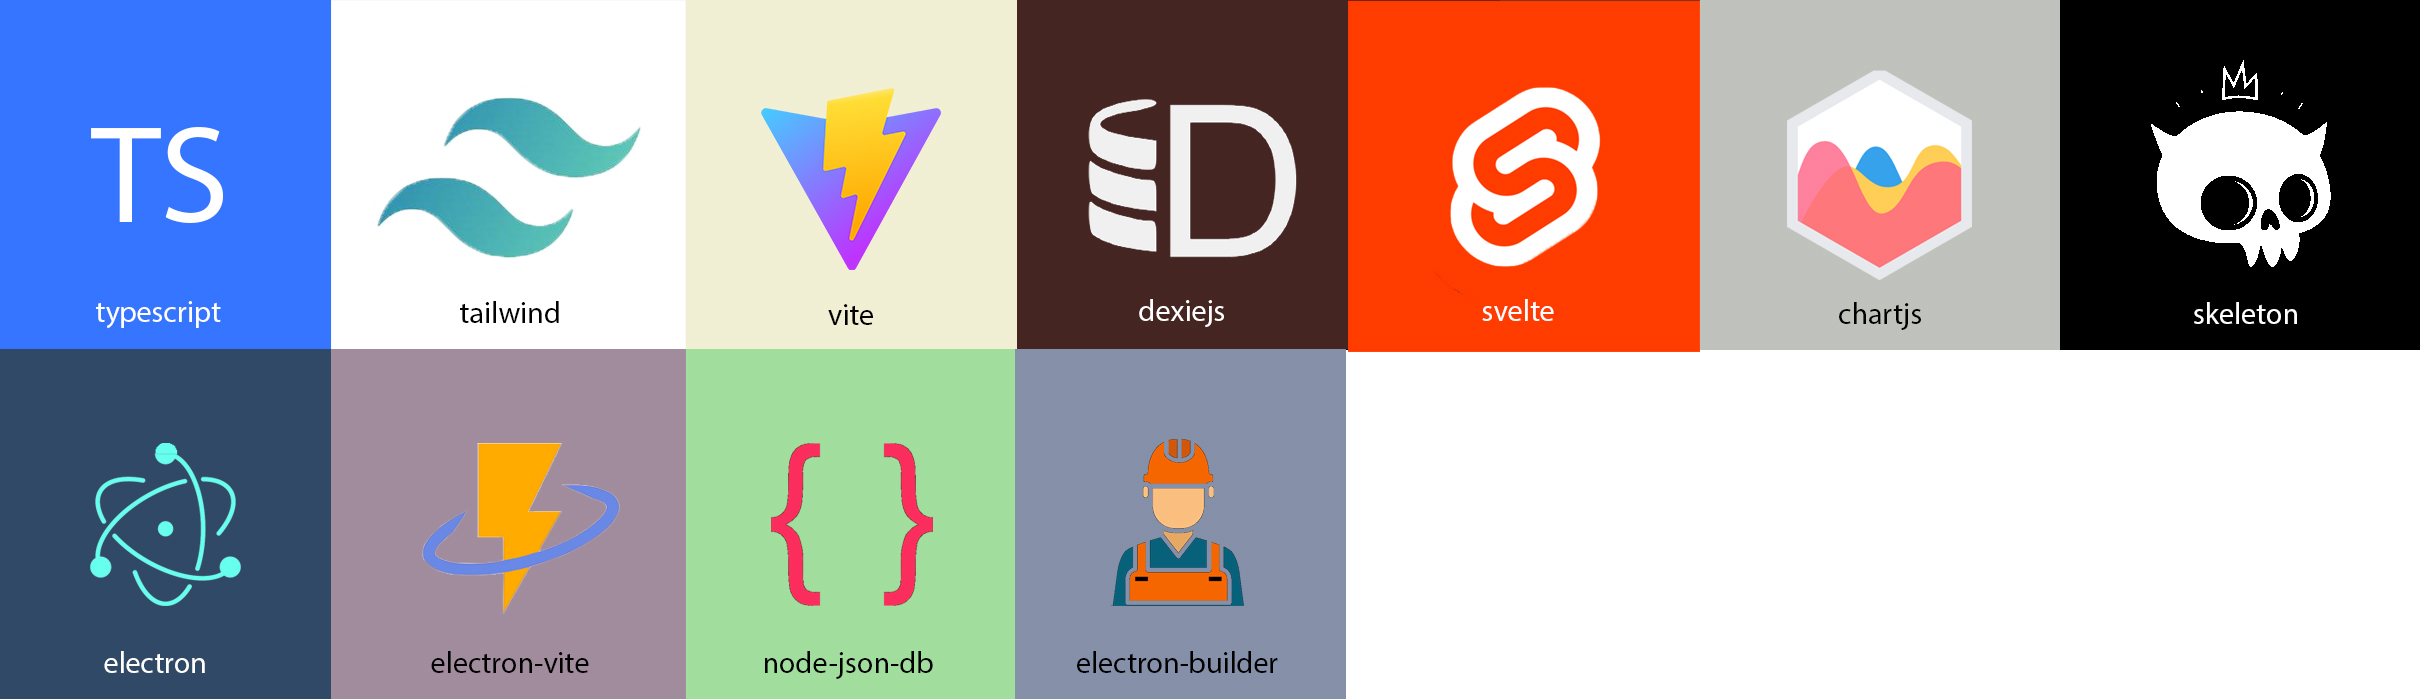 TS
typescript
tailwind
vite
D
dexiejs
svelte
chartjs
skeleton
electron
electron-vite
{ }
node-json-db
electron-builder